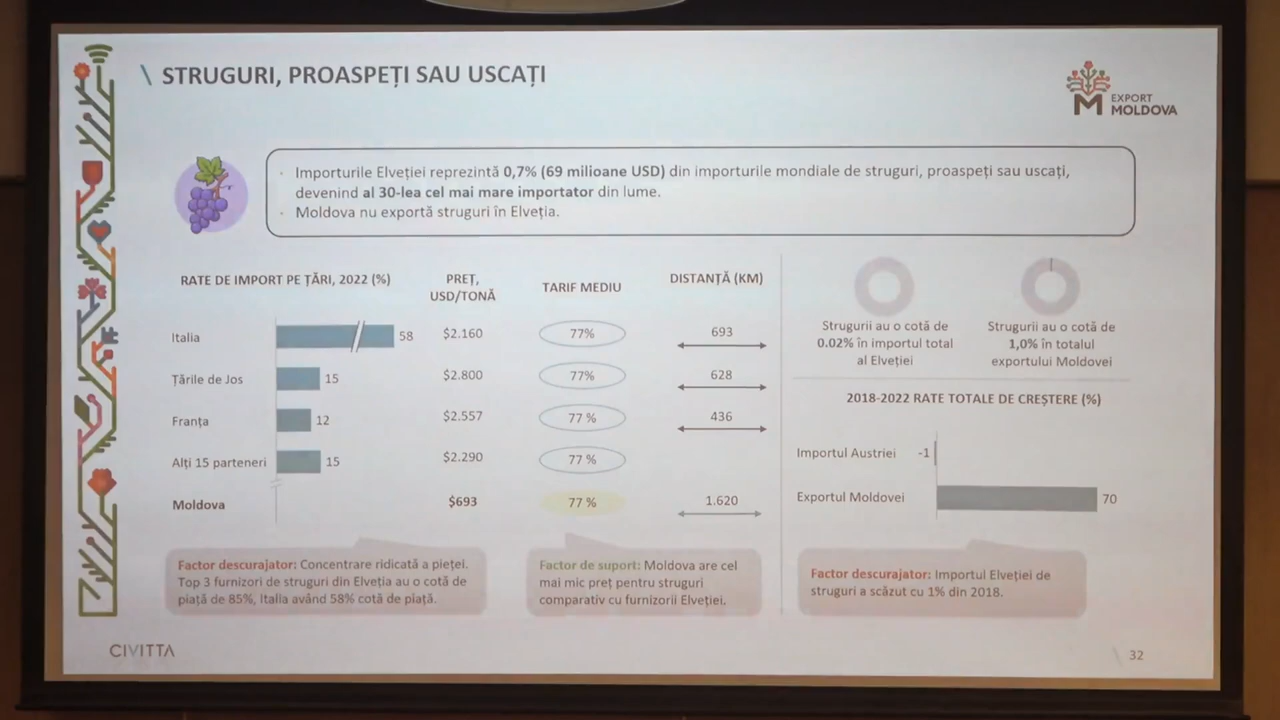 \ STRUGURI, PROASPEȚI SAU USCAȚI
EXPORT
MOLDOVA
Importurile Elveției reprezintă 0,7% (69 milioane USD) din importurile mondiale de struguri, proaspeți sau uscați,
devenind al 30-lea cel mai mare importator din lume.
Moldova nu exportă struguri în Elveția.
RATE DE IMPORT PE ȚĂRI, 2022 (%)
PREȚ,
USD/TONĂ
TARIF MEDIU
DISTANȚĂ (KM)
Italia 58 $2.160 77% 693
Țările de Jos 15 $2.800 77% 628
Franța 12 $2.557 77 % 436
Alți 15 parteneri 15 $2.290 77 %
Moldova $693 77 % 1.620
Factor descurajator: Concentrare ridicată a pieței.
Top 3 furnizori de struguri din Elveția au o cotă de
piață de 85%, Italia având 58% cotă de piață.
Factor de suport: Moldova are cel
mai mic preț pentru struguri
comparativ cu furnizorii Elveției.
Strugurii au o cotă de
0.02% în importul total
al Elveției
Strugurii au o cotă de
1,0% în totalul
exportului Moldovei
2018-2022 RATE TOTALE DE CREȘTERE (%)
Importul Austriei -1
Exportul Moldovei 70
Factor descurajator: Importul Elveției de
struguri a scăzut cu 1% din 2018.
CIVITTA
\ 32